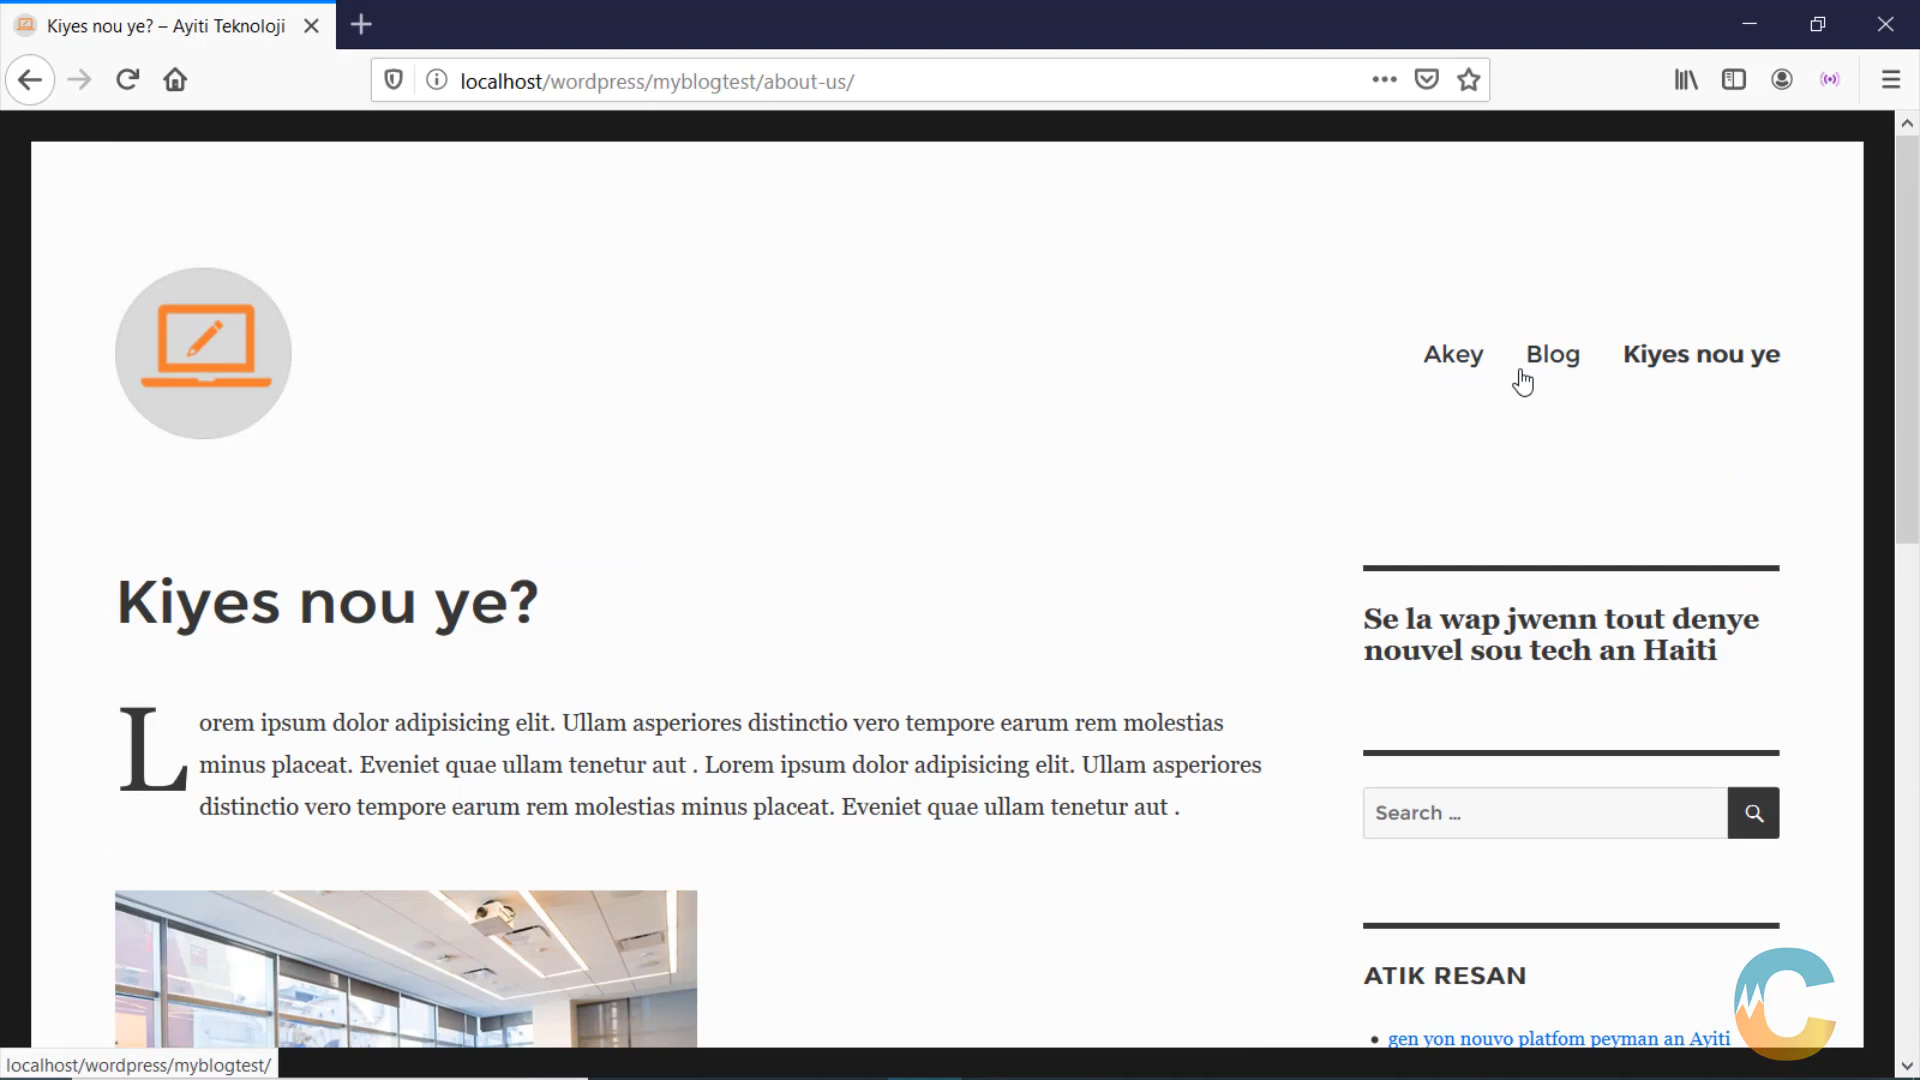 Kiyes nou ye? – Ayiti Teknoloji
localhost/wordpress/myblogtest/about-us/
Akey
Blog
Kiyes nou ye
Kiyes nou ye?
Lorem ipsum dolor adipisicing elit. Ullam asperiores distinctio vero tempore earum rem molestias
minus placeat. Eveniet quae ullam tenetur aut . Lorem ipsum dolor adipisicing elit. Ullam asperiores
distinctio vero tempore earum rem molestias minus placeat. Eveniet quae ullam tenetur aut .
Se la wap jwenn tout denye
nouvel sou tech an Haiti
Search ...
ATIK RESAN
gen yon nouvo platfom peyman an Ayiti
C
localhost/wordpress/myblogtest/